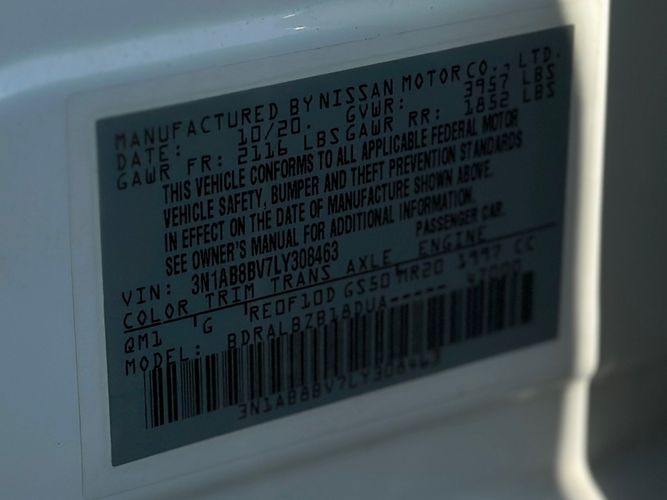 MANUFACTURED BY NISSAN MOTOR CO., LTD.
DATE: 10/20. GVWR: 3957 LBS
GAWR FR: 2116 LBS GAWR RR: 1852 LBS
THIS VEHICLE CONFORMS TO ALL APPLICABLE FEDERAL MOTOR
VEHICLE SAFETY, BUMPER AND THEFT PREVENTION STANDARDS
IN EFFECT ON THE DATE OF MANUFACTURE SHOWN ABOVE.
SEE OWNER'S MANUAL FOR ADDITIONAL INFORMATION.
VIN: 3N1AB8BV7LY308463 PASSENGER CAR.
COLOR TRIM TRANS AXLE ENGINE
QM1 G RE0F10D GS50 MR20 1997 CC
MODEL: BDRALBZB18DUA-----
3N1AB8BV7LY308463